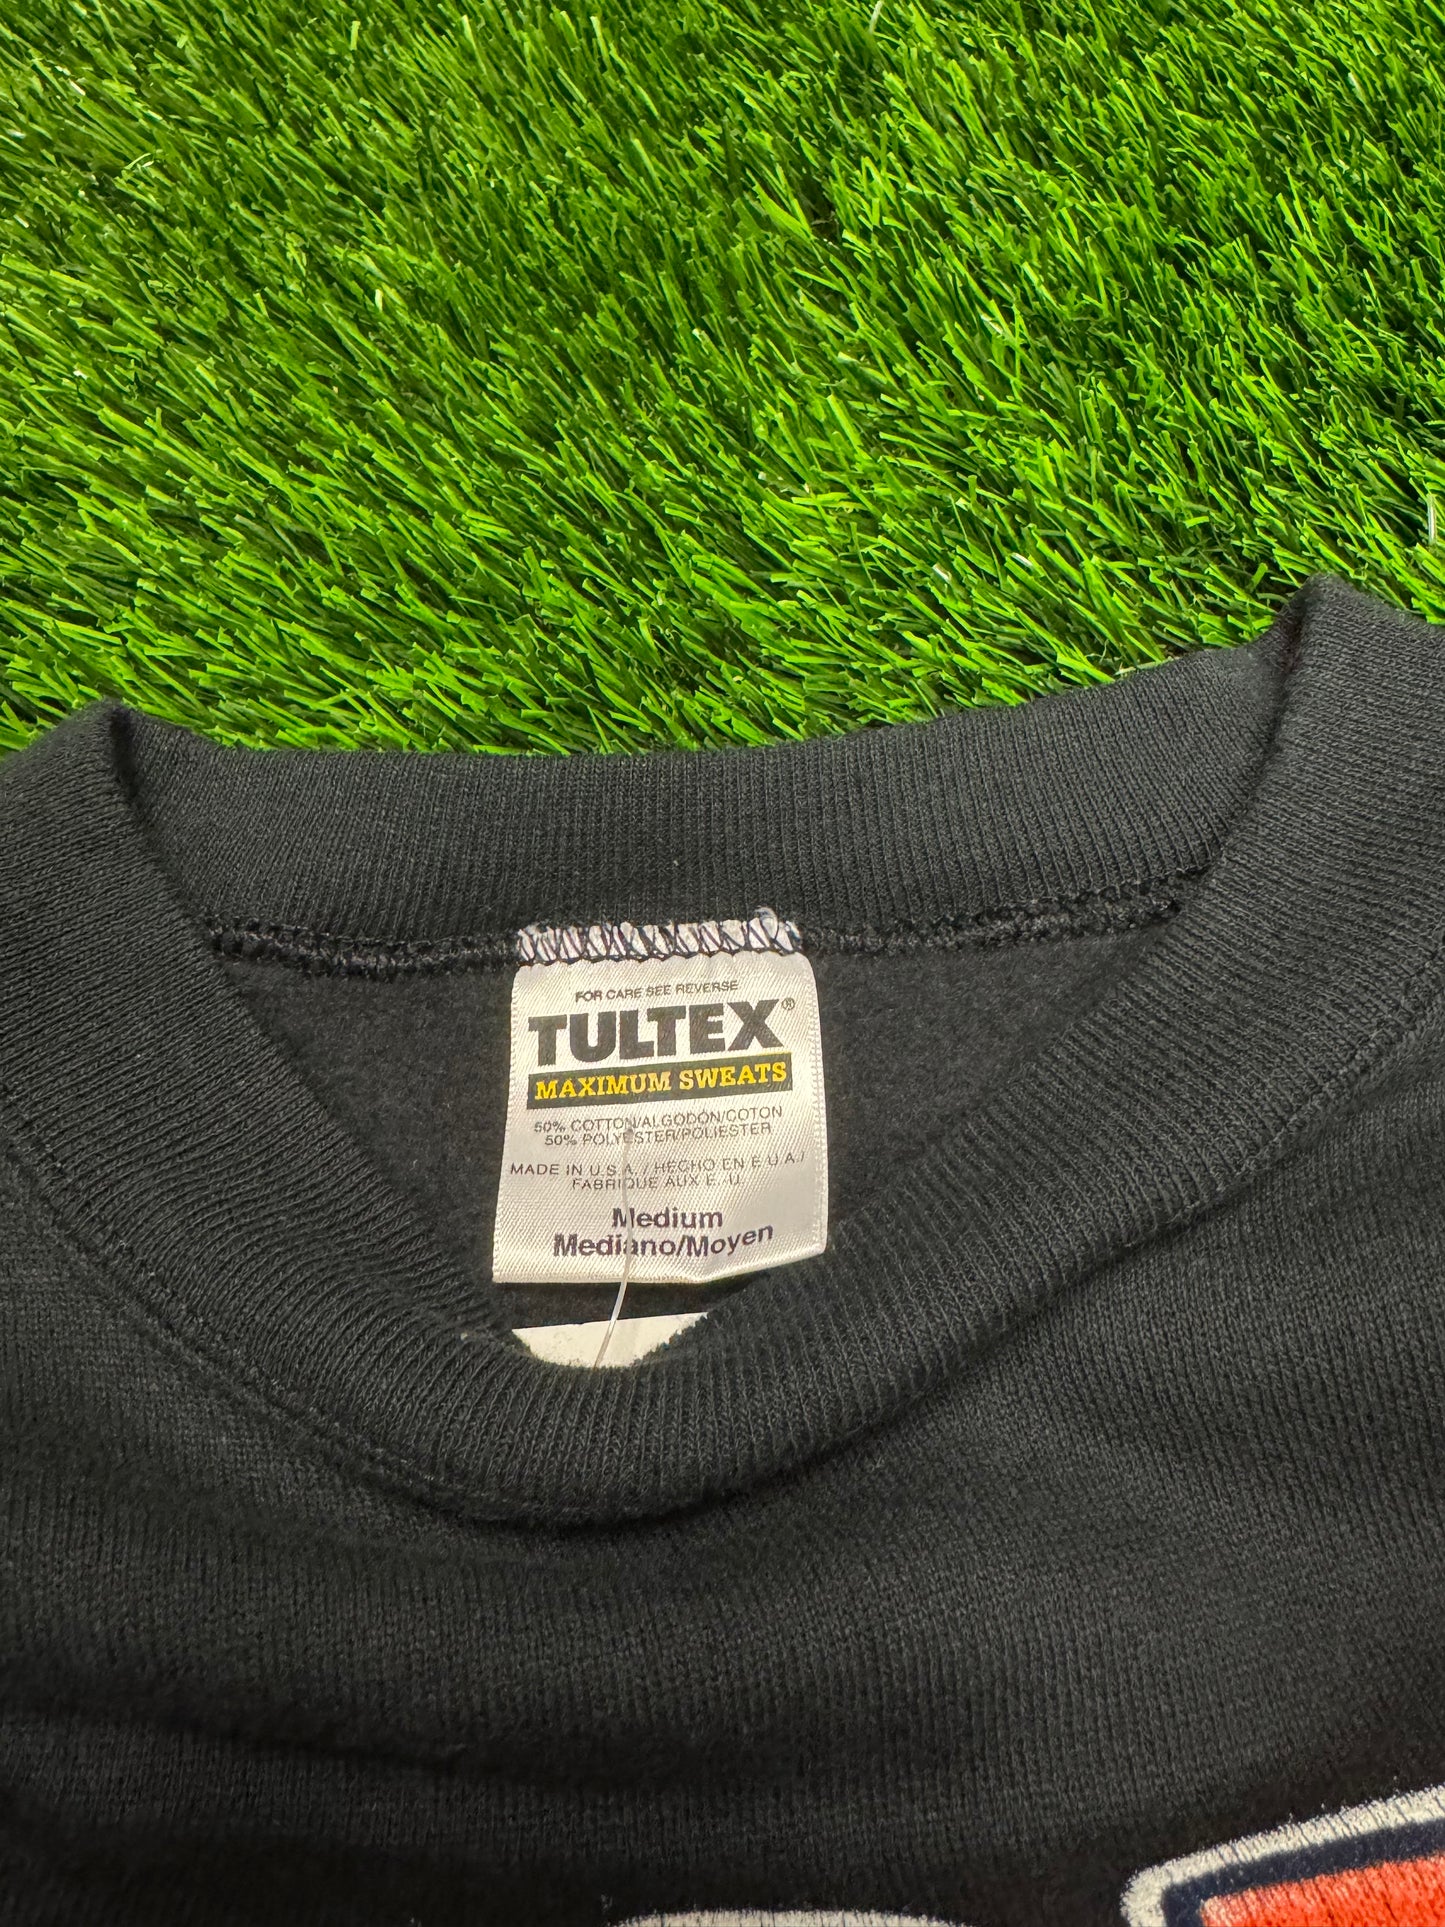 FOR CARE SEE REVERSE
TULTEX®
MAXIMUM SWEATS
50% COTTON/ALGODÓN/COTON
50% POLYESTER/POLIESTER
MADE IN U.S.A./HECHO EN E.U.A./
FABRIQUE AUX E.-U.
Medium
Mediano/Moyen